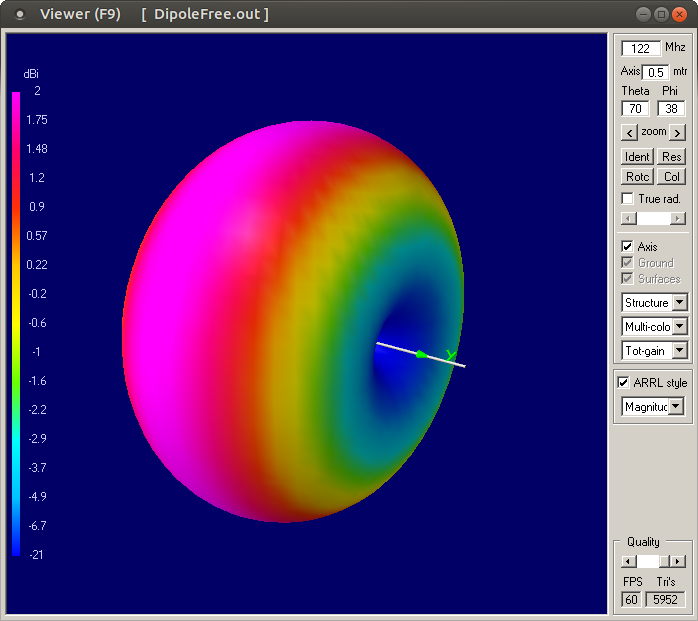 Viewer (F9) [ DipoleFree.out ]
dBi
2
1.75
1.48
1.2
0.9
0.57
0.22
-0.2
-0.6
-1
-1.6
-2.2
-2.9
-3.7
-4.9
-6.7
-21
Y
122 Mhz
Axis 0.5 mtr
Theta Phi
70 38
< zoom >
Ident Res
Rotc Col
True rad.
Axis
Ground
Surfaces
Structure
Multi-colo
Tot-gain
ARRL style
Magnituc
Quality
FPS Tri's
60 5952